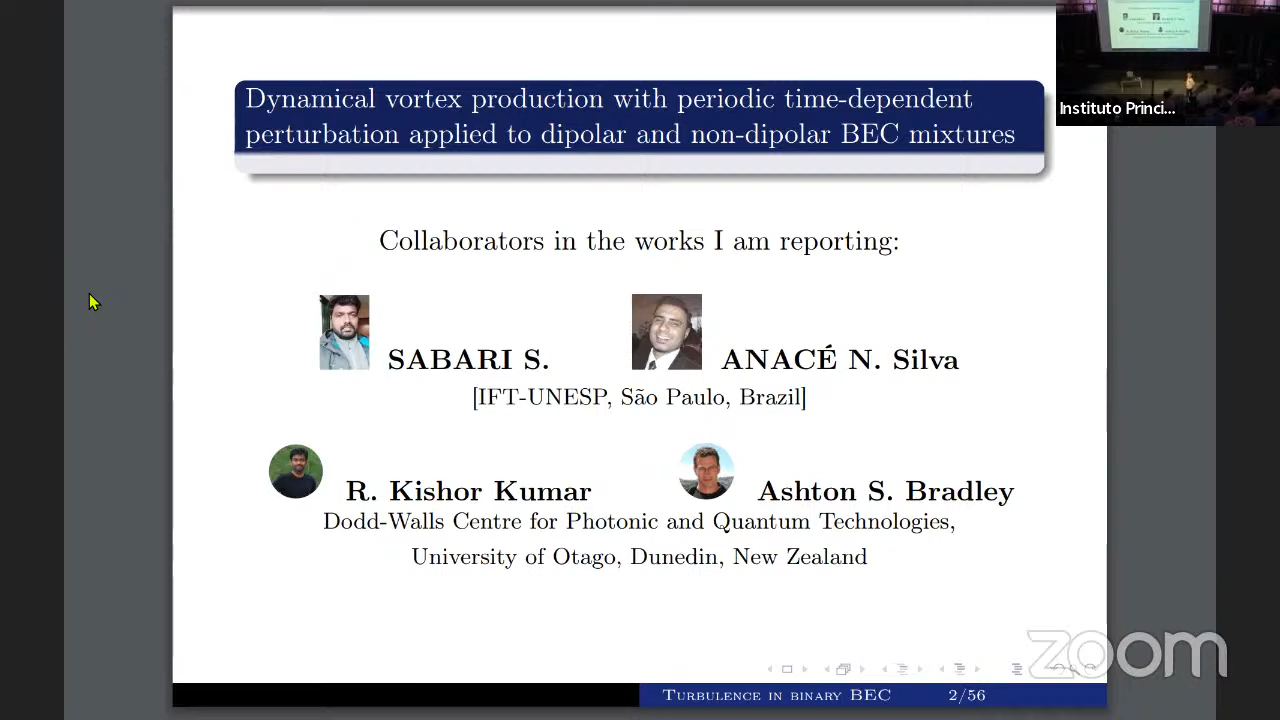 Dynamical vortex production with periodic time-dependent
perturbation applied to dipolar and non-dipolar BEC mixtures
Instituto Princi...
Collaborators in the works I am reporting:
SABARI S.
ANACÉ N. Silva
[IFT-UNESP, São Paulo, Brazil]
R. Kishor Kumar
Ashton S. Bradley
Dodd-Walls Centre for Photonic and Quantum Technologies,
University of Otago, Dunedin, New Zealand
zoom
Turbulence in binary BEC 2/56